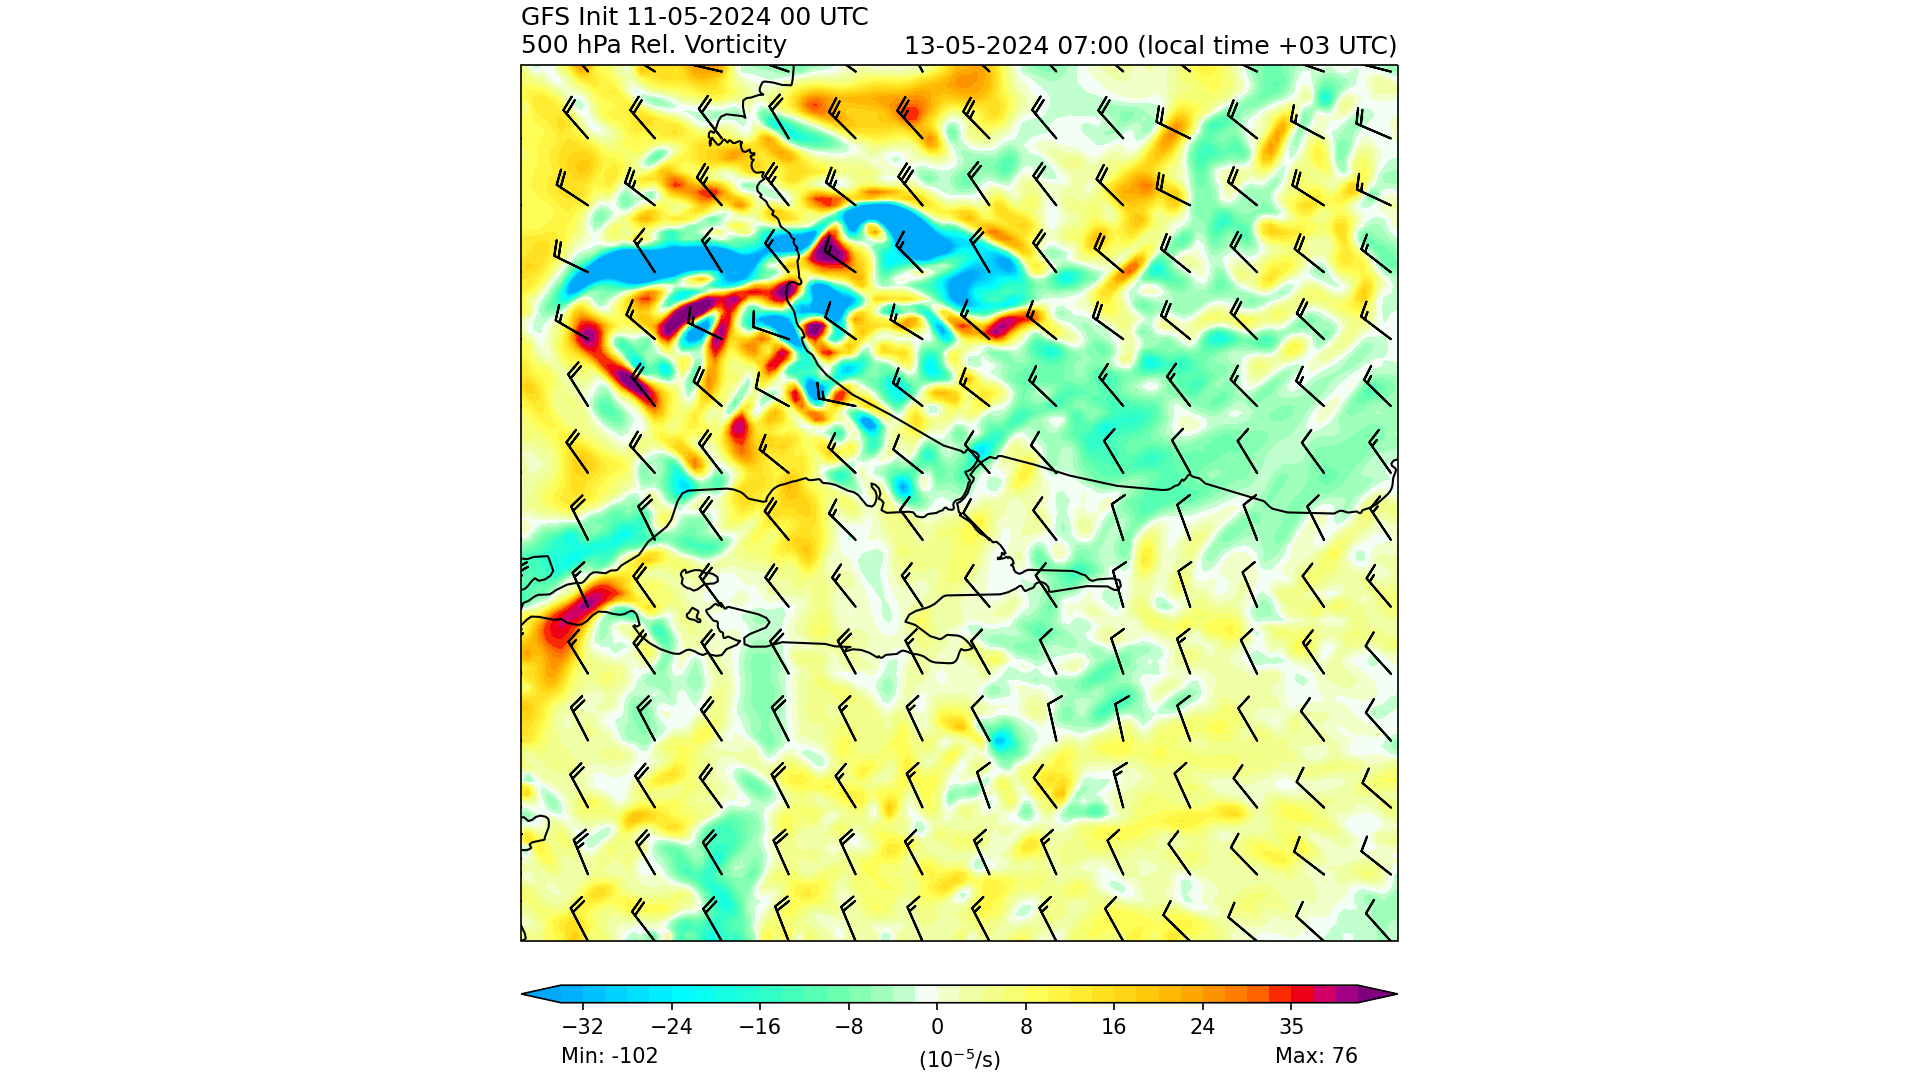 GFS Init 11-05-2024 00 UTC
500 hPa Rel. Vorticity
13-05-2024 07:00 (local time +03 UTC)
−32 −24 −16 −8 0 8 16 24 35
Min: -102
(10⁻⁵/s)
Max: 76